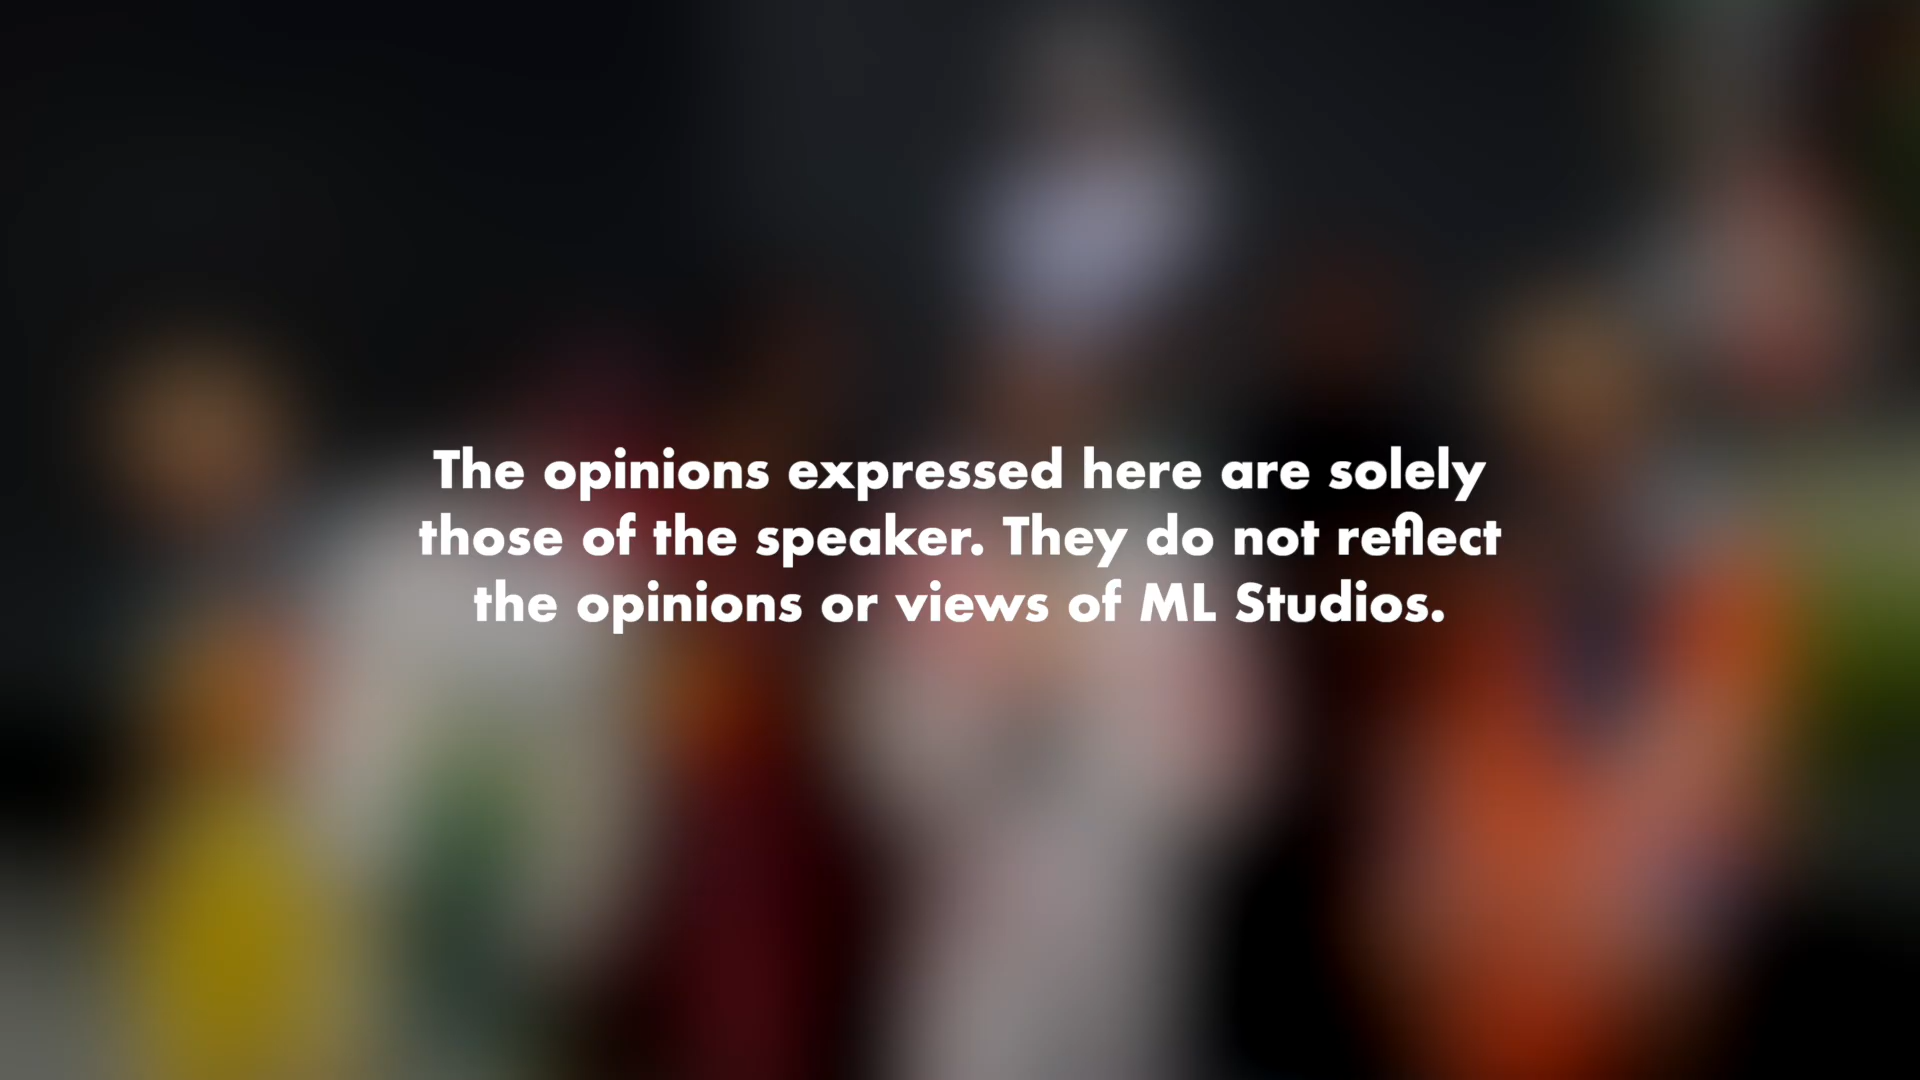 The opinions expressed here are solely
those of the speaker. They do not reflect
the opinions or views of ML Studios.